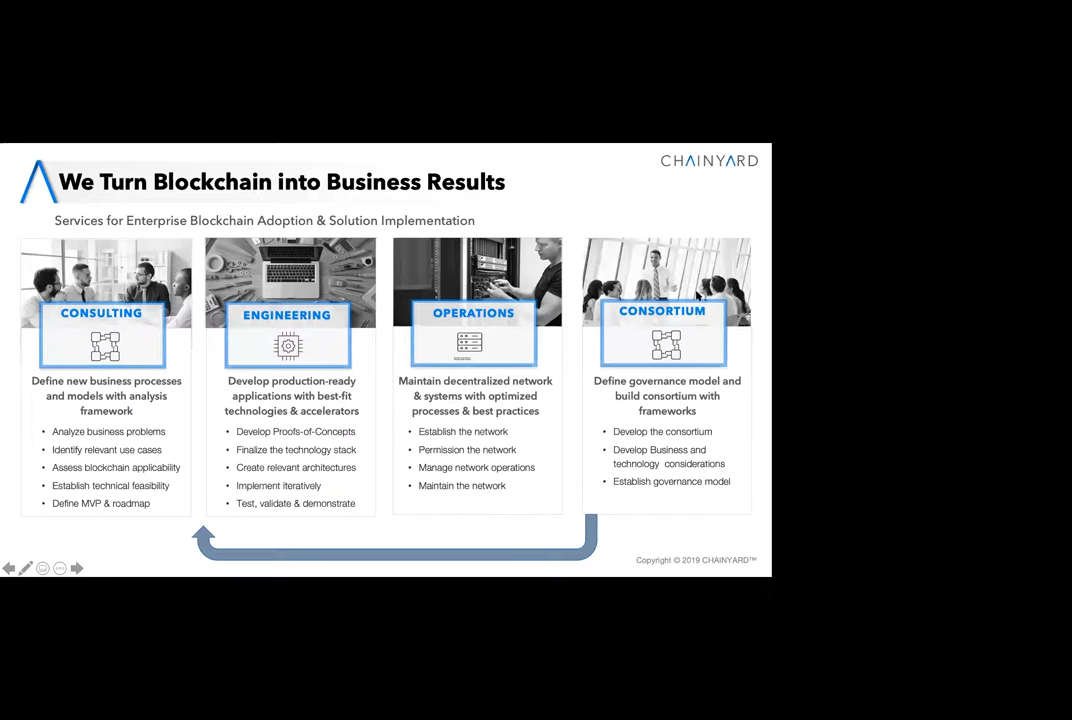 CHAINYARD
We Turn Blockchain into Business Results
Services for Enterprise Blockchain Adoption & Solution Implementation
CONSULTING
Define new business processes
and models with analysis
framework
• Analyze business problems
• Identify relevant use cases
• Assess blockchain applicability
• Establish technical feasibility
• Define MVP & roadmap
ENGINEERING
Develop production-ready
applications with best-fit
technologies & accelerators
• Develop Proofs-of-Concepts
• Finalize the technology stack
• Create relevant architectures
• Implement iteratively
• Test, validate & demonstrate
OPERATIONS
Maintain decentralized network
& systems with optimized
processes & best practices
• Establish the network
• Permission the network
• Manage network operations
• Maintain the network
CONSORTIUM
Define governance model and
build consortium with
frameworks
• Develop the consortium
• Develop Business and
technology considerations
• Establish governance model
Copyright © 2019 CHAINYARD™